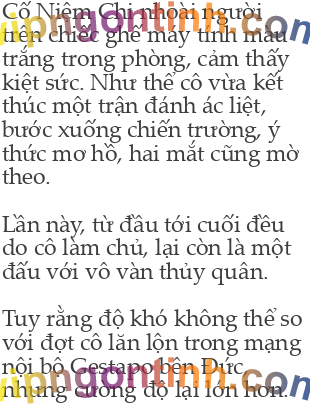 Cố Niệm Chi nhoài người
trên chiếc ghế máy tính màu
trắng trong phòng, cảm thấy
kiệt sức. Như thể cô vừa kết
thúc một trận đánh ác liệt,
bước xuống chiến trường, ý
thức mơ hồ, hai mắt cũng mờ
theo.
Lần này, từ đầu tới cuối đều
do cô làm chủ, lại còn là một
đấu với vô vàn thủy quân.
Tuy rằng độ khó không thể so
với đợt cô lăn lộn trong mạng
nội bộ Gestapo bên Đức
nhưng cường độ lại lớn hơn.
vipngontinh.com
vipngontinh.com